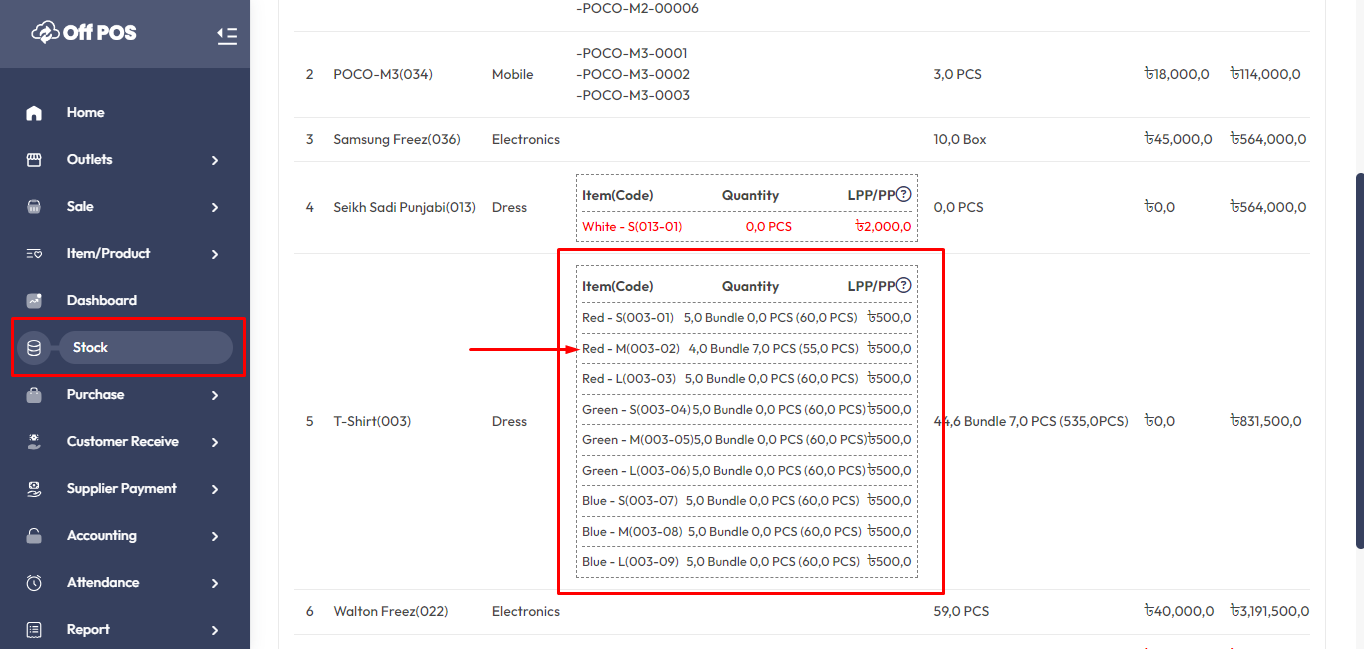 Off POS
Home
Outlets
Sale
Item/Product
Dashboard
Stock
Purchase
Customer Receive
Supplier Payment
Accounting
Attendance
Report
-POCO-M2-00006
2 POCO-M3(034) Mobile -POCO-M3-0001 3,0 PCS ৳18,000,0 ৳114,000,0
-POCO-M3-0002
-POCO-M3-0003
3 Samsung Freez(036) Electronics 10,0 Box ৳45,000,0 ৳564,000,0
4 Seikh Sadi Punjabi(013) Dress 0,0 PCS ৳0,0 ৳564,000,0
Item(Code) Quantity LPP/PP?
White - S(013-01) 0,0 PCS ৳2,000,0
5 T-Shirt(003) Dress 44,6 Bundle 7,0 PCS (535,0PCS) ৳0,0 ৳831,500,0
Item(Code) Quantity LPP/PP?
Red - S(003-01) 5,0 Bundle 0,0 PCS (60,0 PCS) ৳500,0
Red - M(003-02) 4,0 Bundle 7,0 PCS (55,0 PCS) ৳500,0
Red - L(003-03) 5,0 Bundle 0,0 PCS (60,0 PCS) ৳500,0
Green - S(003-04) 5,0 Bundle 0,0 PCS (60,0 PCS) ৳500,0
Green - M(003-05) 5,0 Bundle 0,0 PCS (60,0 PCS) ৳500,0
Green - L(003-06) 5,0 Bundle 0,0 PCS (60,0 PCS) ৳500,0
Blue - S(003-07) 5,0 Bundle 0,0 PCS (60,0 PCS) ৳500,0
Blue - M(003-08) 5,0 Bundle 0,0 PCS (60,0 PCS) ৳500,0
Blue - L(003-09) 5,0 Bundle 0,0 PCS (60,0 PCS) ৳500,0
6 Walton Freez(022) Electronics 59,0 PCS ৳40,000,0 ৳3,191,500,0